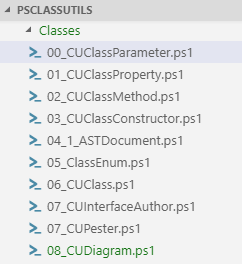 PSCLASSUTILS
Classes
00_CUClassParameter.ps1
01_CUClassProperty.ps1
02_CUClassMethod.ps1
03_CUClassConstructor.ps1
04_1_ASTDocument.ps1
05_ClassEnum.ps1
06_CUClass.ps1
07_CUInterfaceAuthor.ps1
07_CUPester.ps1
08_CUDiagram.ps1